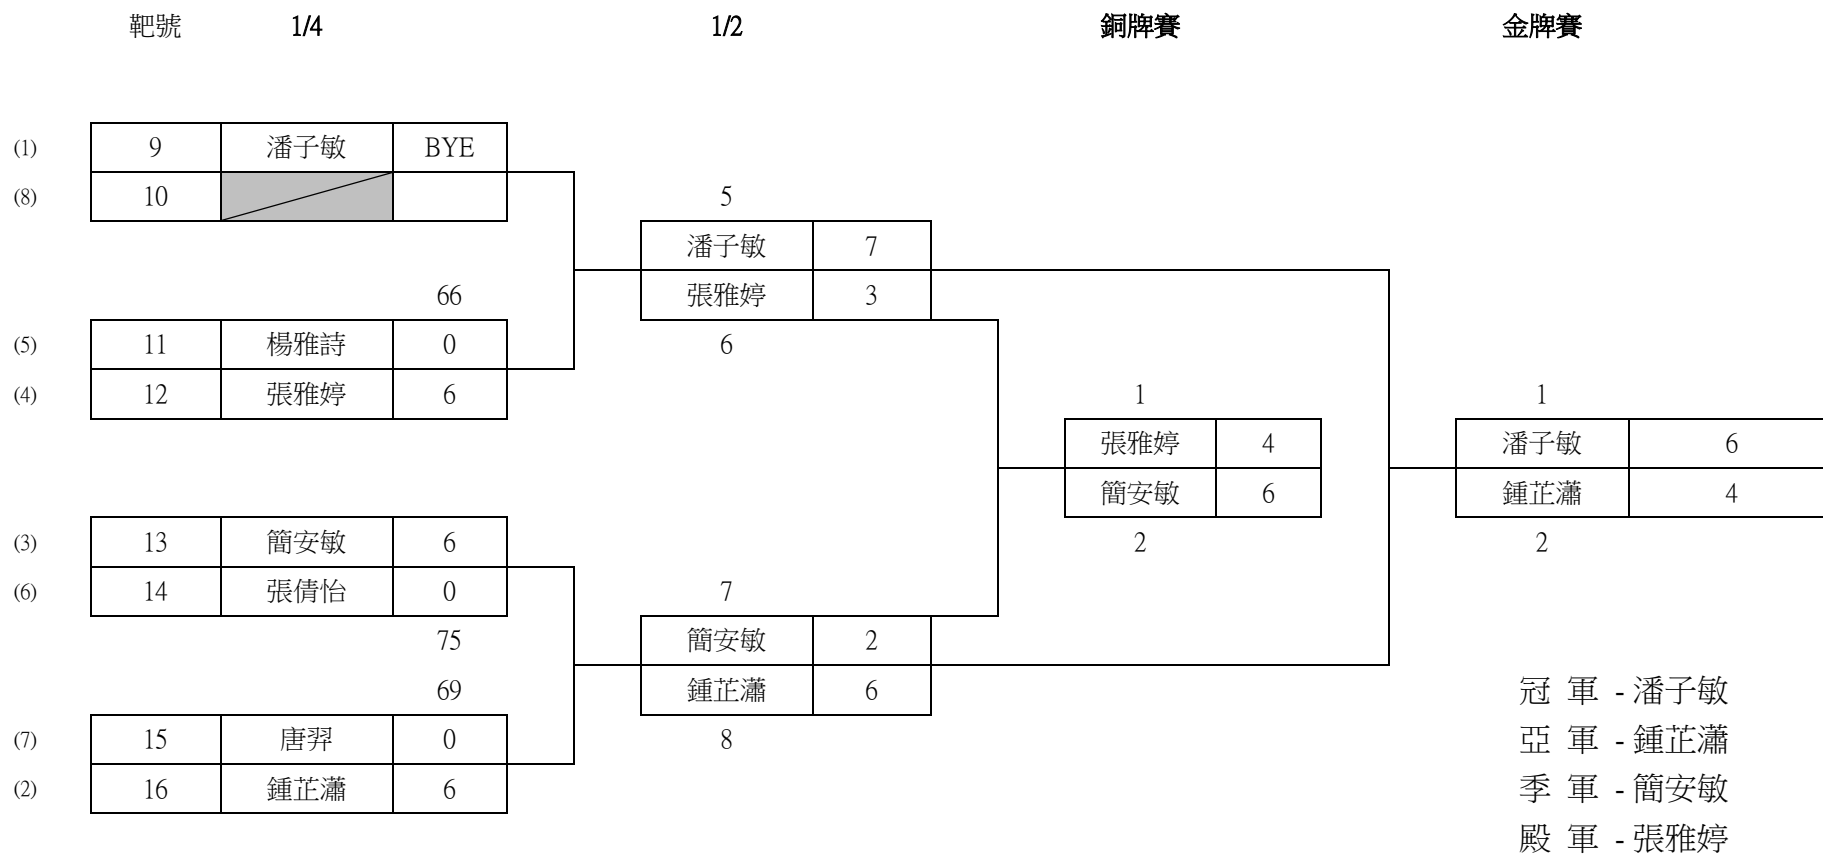 靶號 1/4 1/2 銅牌賽 金牌賽
(1) 9 潘子敏 BYE
(8) 10 5
潘子敏 7
66 張雅婷 3
(5) 11 楊雅詩 0 6
(4) 12 張雅婷 6 1 1
張雅婷 4 潘子敏 6
簡安敏 6 鍾芷瀟 4
(3) 13 簡安敏 6 2 2
(6) 14 張倩怡 0 7
75 簡安敏 2
69 鍾芷瀟 6 冠 軍 - 潘子敏
(7) 15 唐羿 0 8 亞 軍 - 鍾芷瀟
(2) 16 鍾芷瀟 6 季 軍 - 簡安敏
殿 軍 - 張雅婷